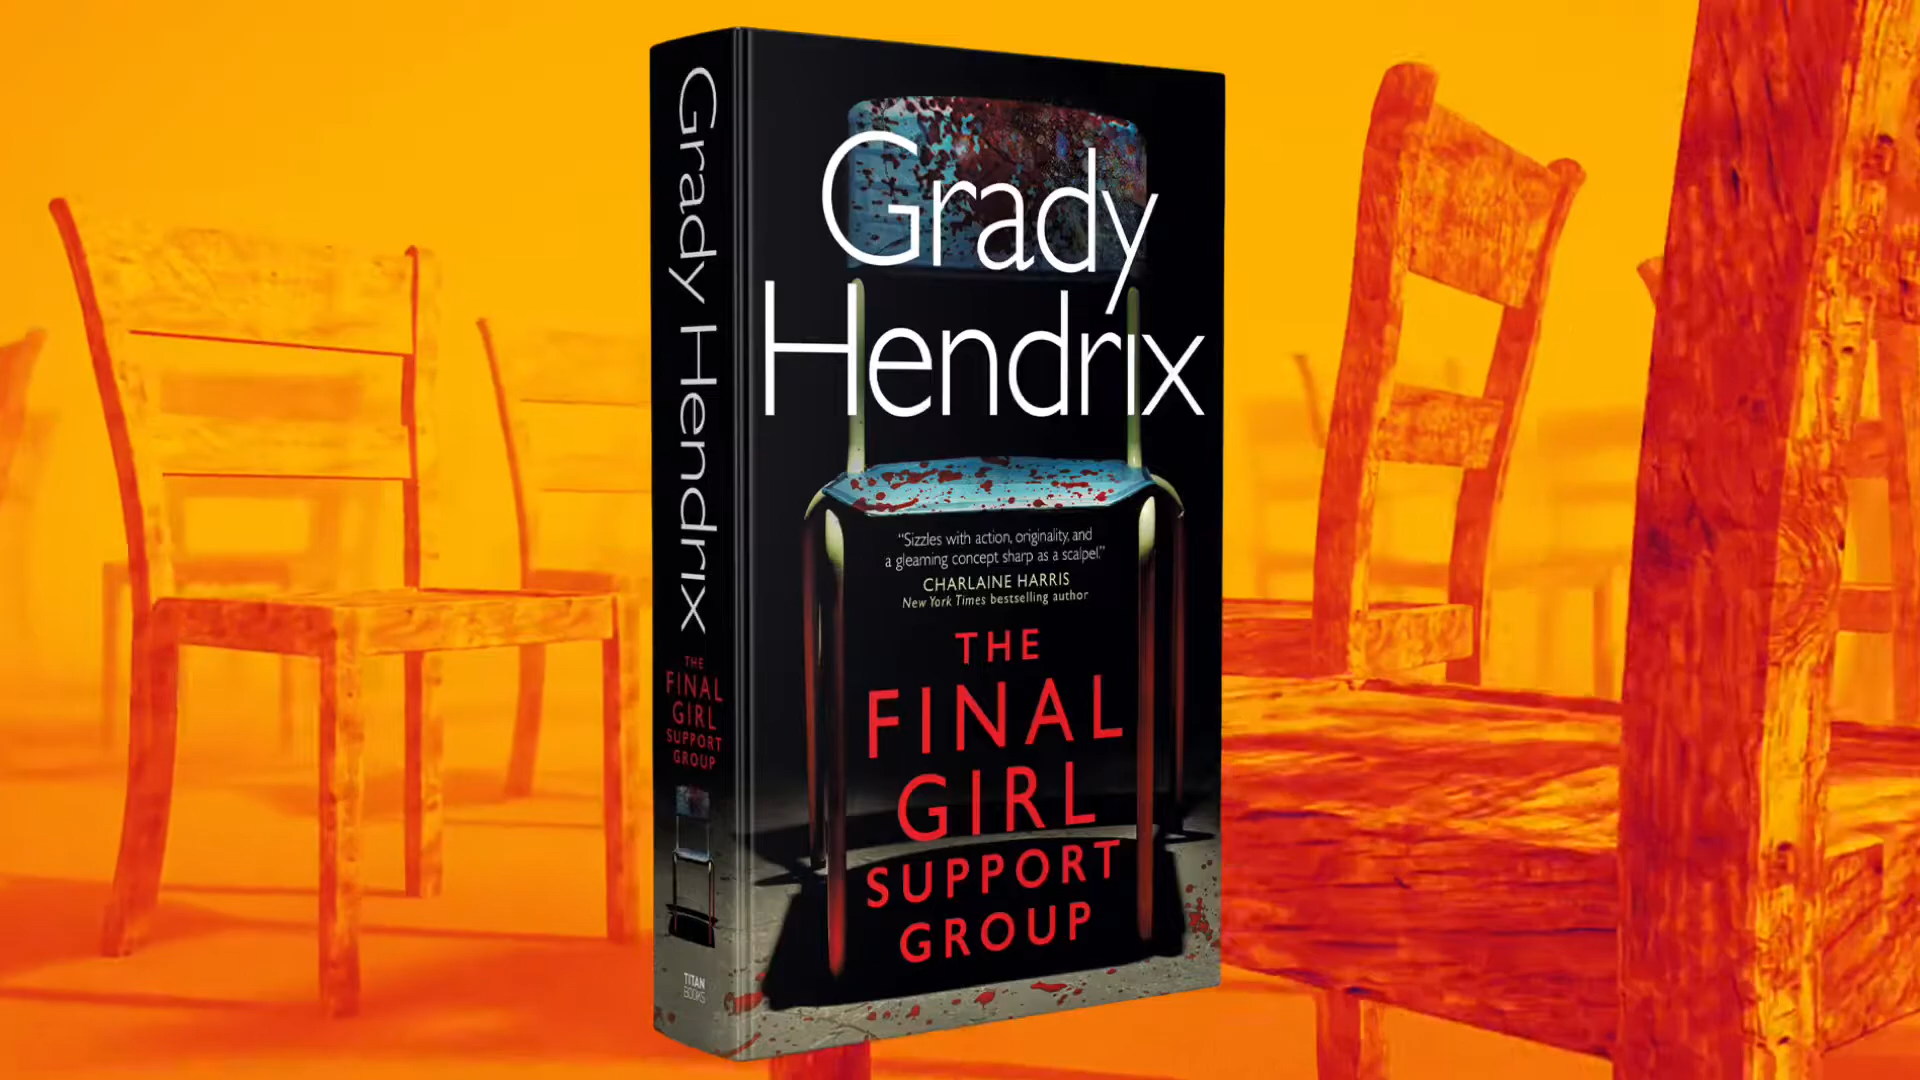 Grady Hendrix
THE
FINAL
GIRL
SUPPORT
GROUP
TITAN
BOOKS
Grady
Hendrix
“Sizzles with action, originality, and
a gleaming concept sharp as a scalpel.”
CHARLAINE HARRIS
New York Times bestselling author
THE
FINAL
GIRL
SUPPORT
GROUP